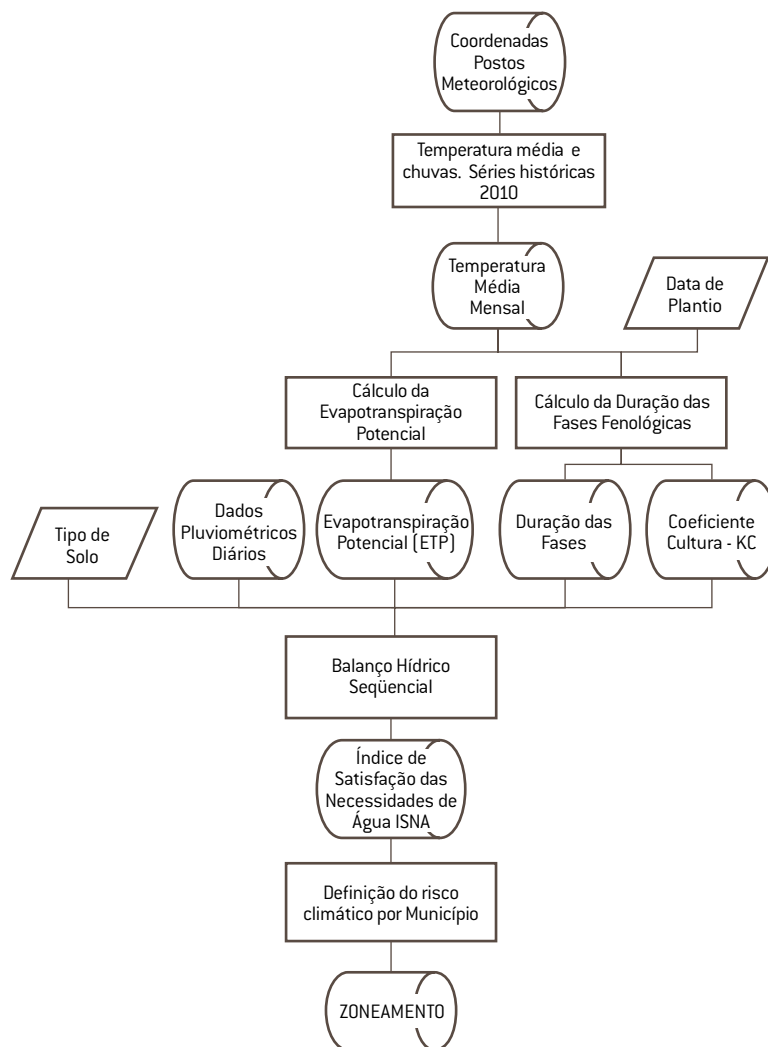 Coordenadas
Postos
Meteorológicos
Temperatura média e
chuvas. Séries históricas
2010
Temperatura
Média
Mensal
Data de
Plantio
Cálculo da
Evapotranspiração
Potencial
Cálculo da Duração das
Fases Fenológicas
Tipo de
Solo
Dados
Pluviométricos
Diários
Evapotranspiração
Potencial (ETP)
Duração das
Fases
Coeficiente
Cultura - KC
Balanço Hídrico
Seqüencial
Índice de
Satisfação das
Necessidades de
Água ISNA
Definição do risco
climático por Município
ZONEAMENTO